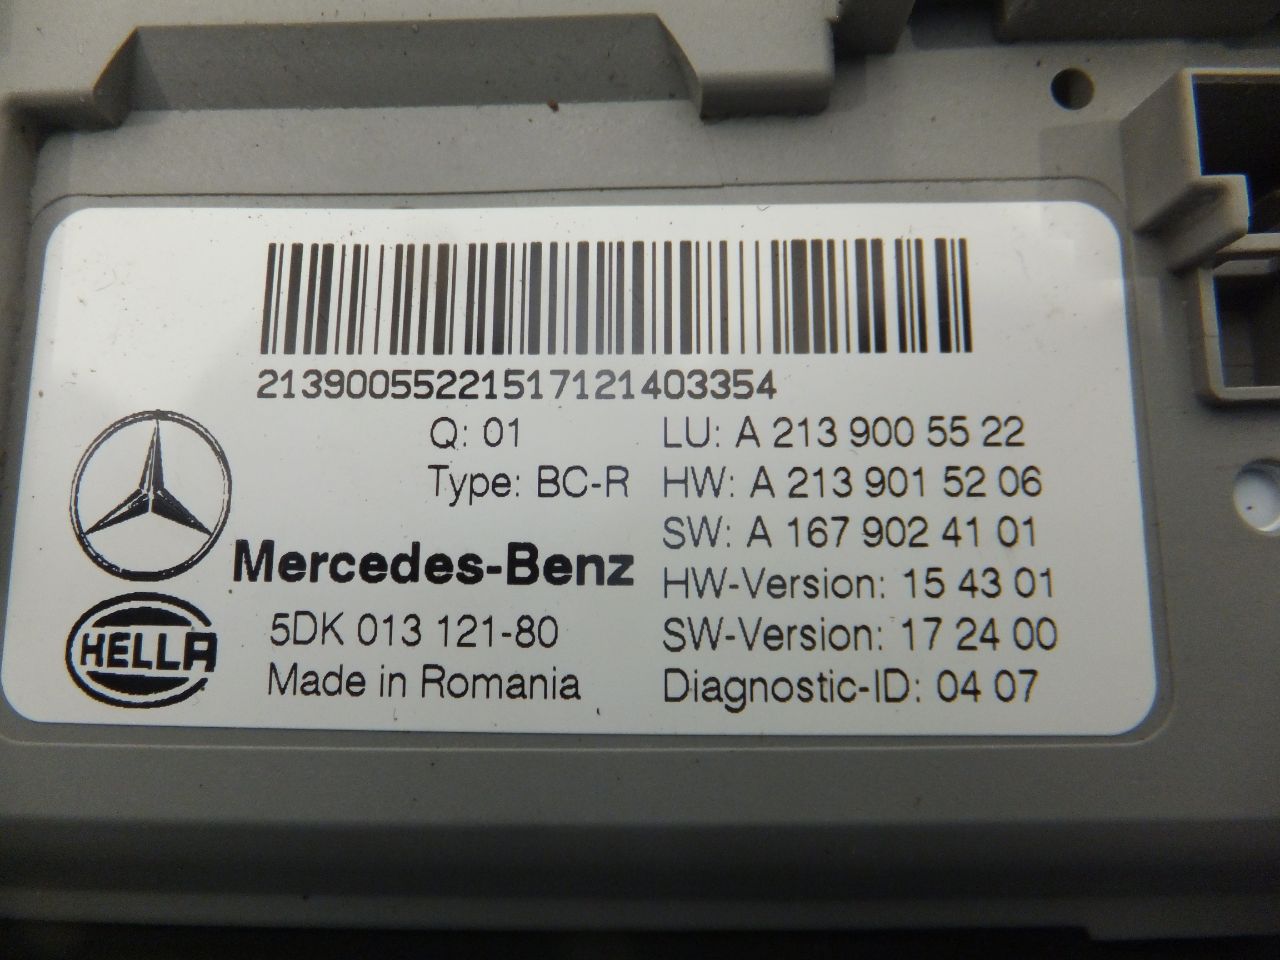 21390055221517121403354
Q: 01
Type: BC-R
LU: A 213 900 55 22
HW: A 213 901 52 06
SW: A 167 902 41 01
HW-Version: 15 43 01
SW-Version: 17 24 00
Diagnostic-ID: 04 07
Mercedes-Benz
HELLA
5DK 013 121-80
Made in Romania